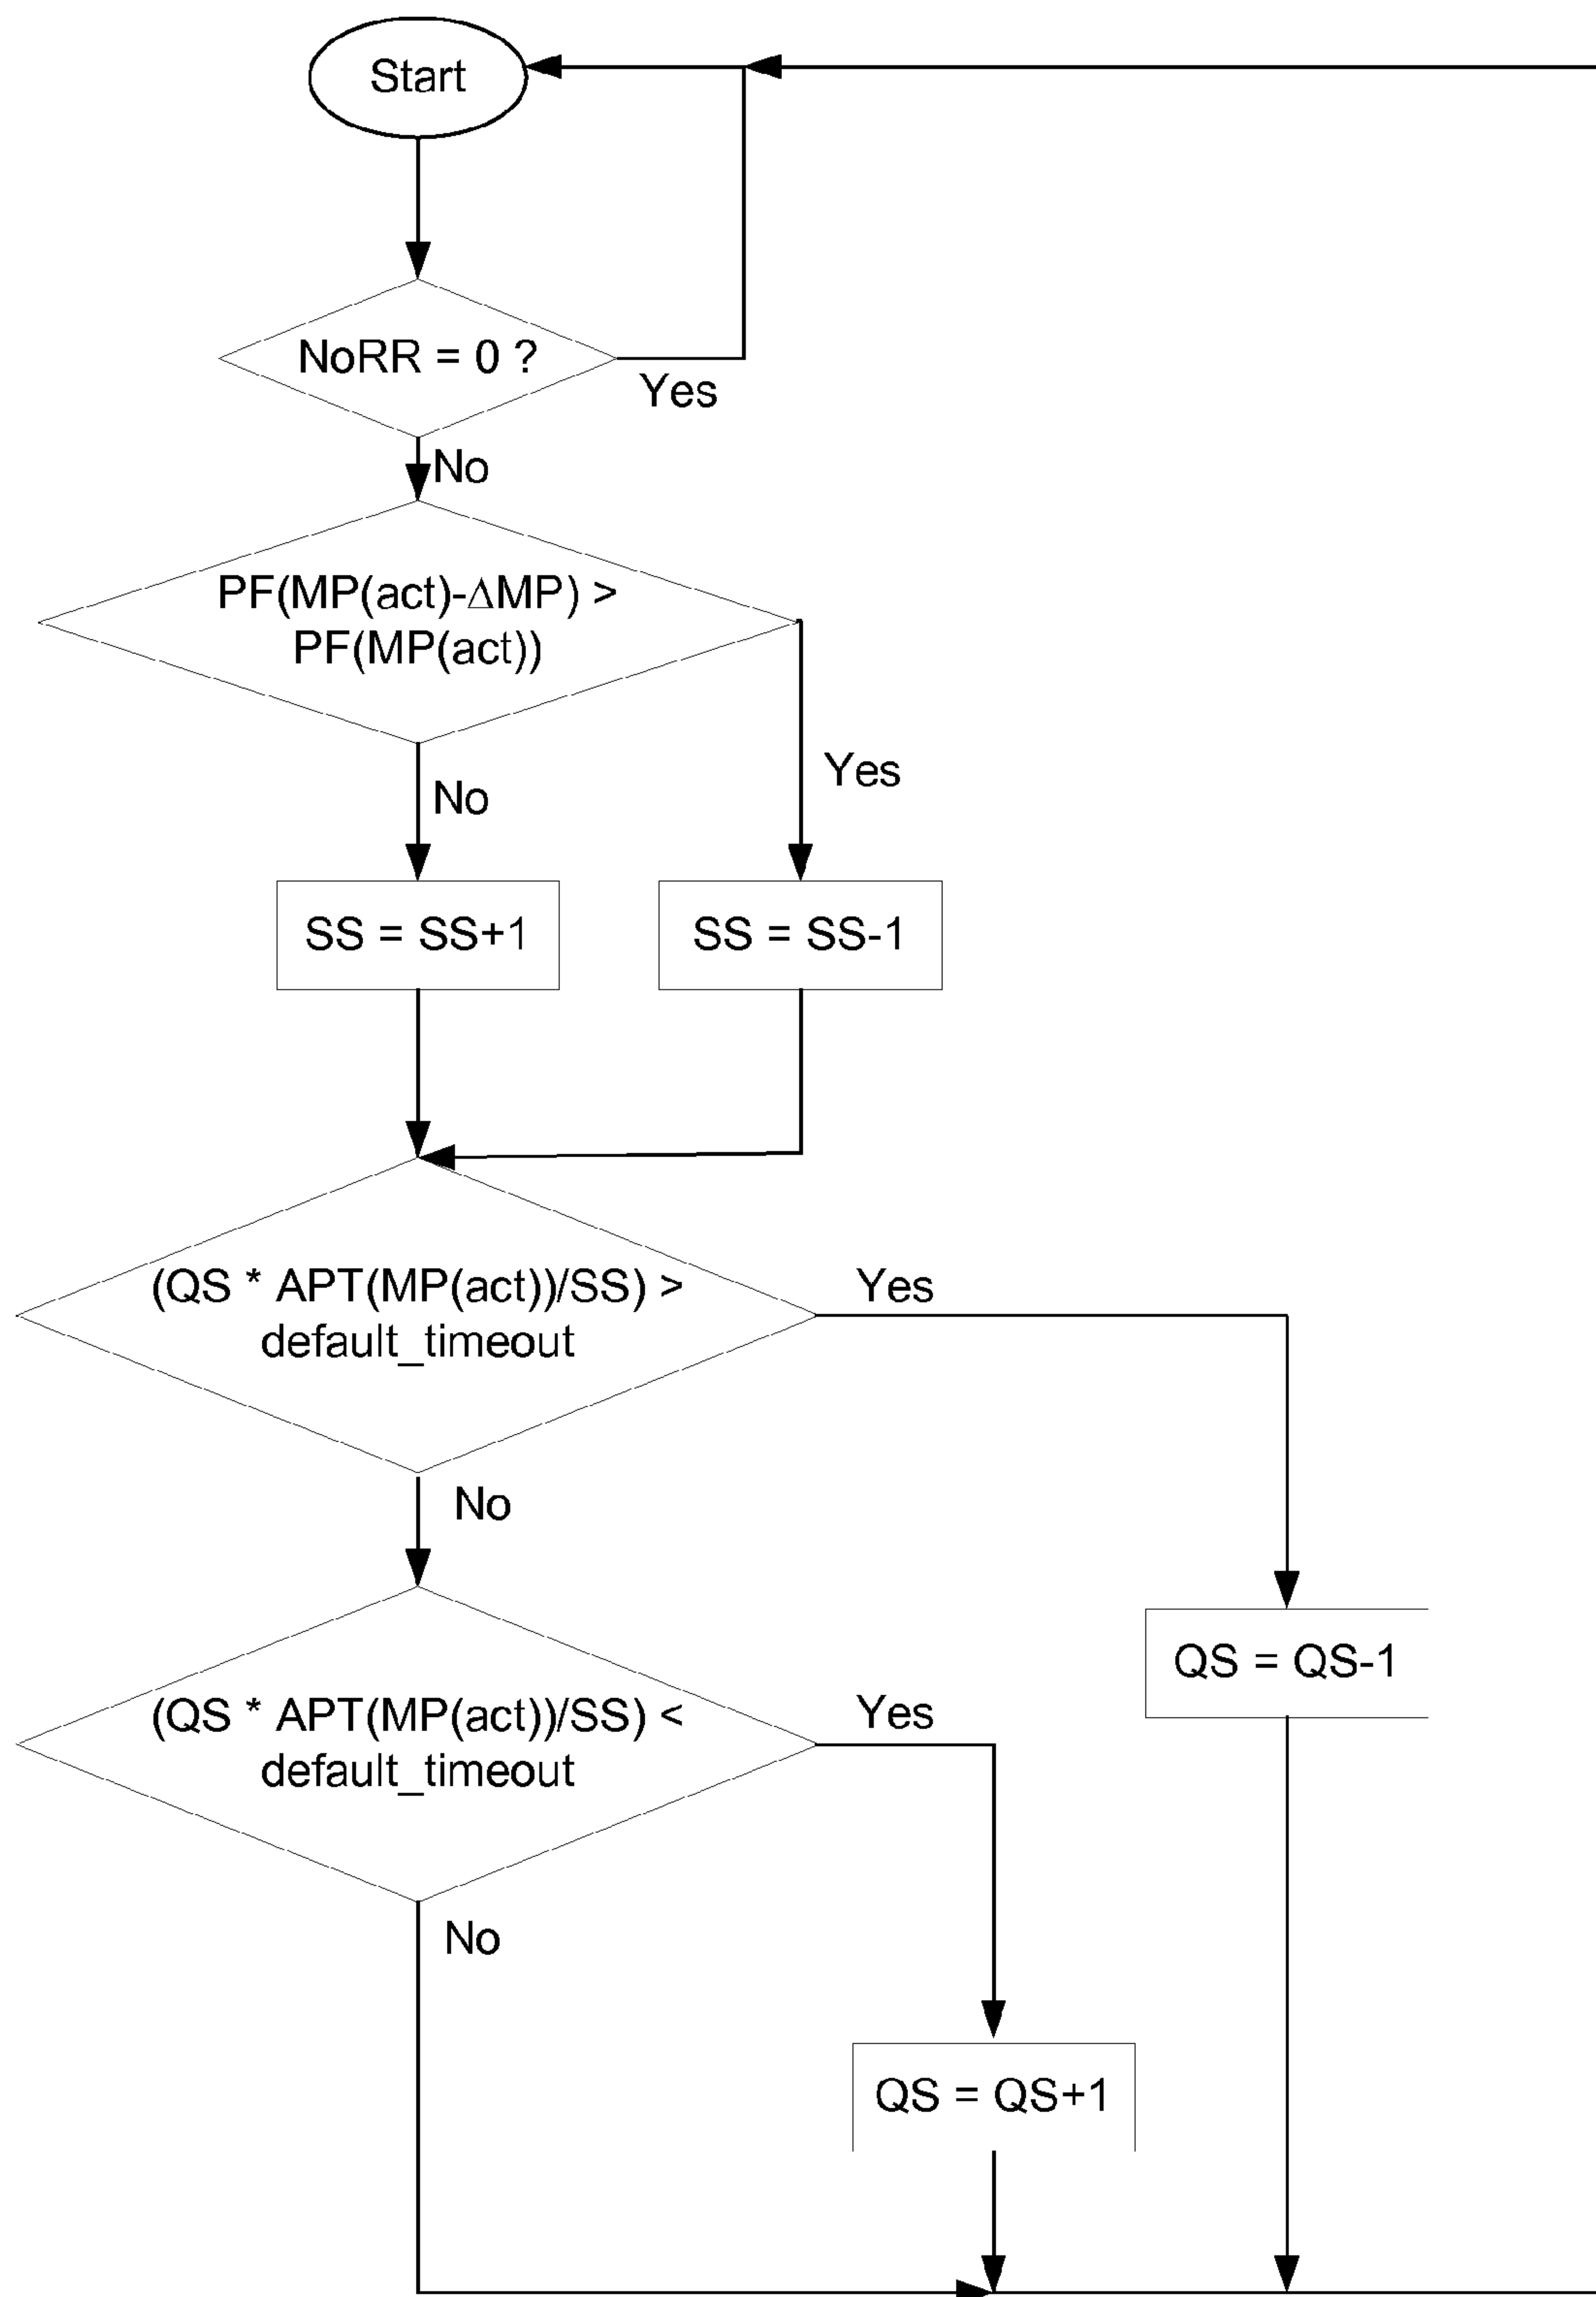 Start
NoRR = 0 ?
Yes
No
PF(MP(act)-ΔMP) >
PF(MP(act))
Yes
No
SS = SS+1
SS = SS-1
(QS * APT(MP(act))/SS) >
default_timeout
Yes
No
QS = QS-1
(QS * APT(MP(act))/SS) <
default_timeout
Yes
No
QS = QS+1